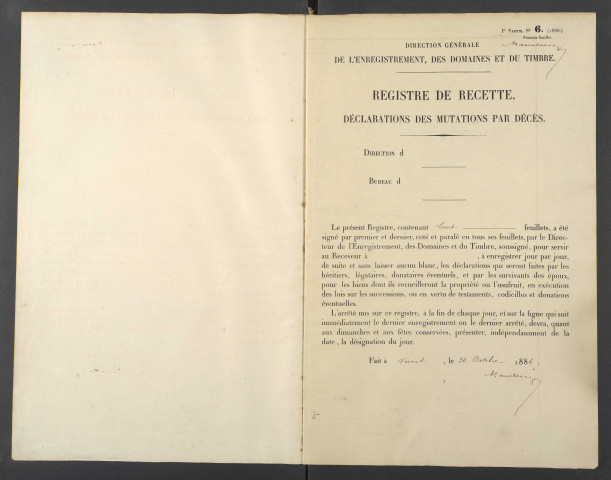 7e Partie, No 6. (1886)
Première feuille.
DIRECTION GÉNÉRALE
DE L'ENREGISTREMENT, DES DOMAINES ET DU TIMBRE.
REGISTRE DE RECETTE.
DÉCLARATIONS DES MUTATIONS PAR DÉCÈS.
DIRECTION d
BUREAU d
Le présent Registre, contenant Cent feuillets, a été
signé par premier et dernier, coté et parafé en tous ses feuillets, par le Direc-
teur de l'Enregistrement, des Domaines et du Timbre, soussigné, pour servir
au Receveur à , à enregistrer jour par jour,
de suite et sans laisser aucun blanc, les déclarations qui seront faites par les
héritiers, légataires, donataires éventuels, et par les survivants des époux,
pour les biens dont ils recueilleront la propriété ou l'usufruit, en exécution
des lois sur les successions, ou en vertu de testaments, codicilles et donations
éventuelles.
L'arrêté mis sur ce registre, à la fin de chaque jour, et sur la ligne qui suit
immédiatement le dernier enregistrement ou le dernier arrêté, devra, quant
aux dimanches et aux fêtes conservées, présenter, indépendamment de la
date, la désignation du jour.
Fait à , le 20 Octobre 1886.